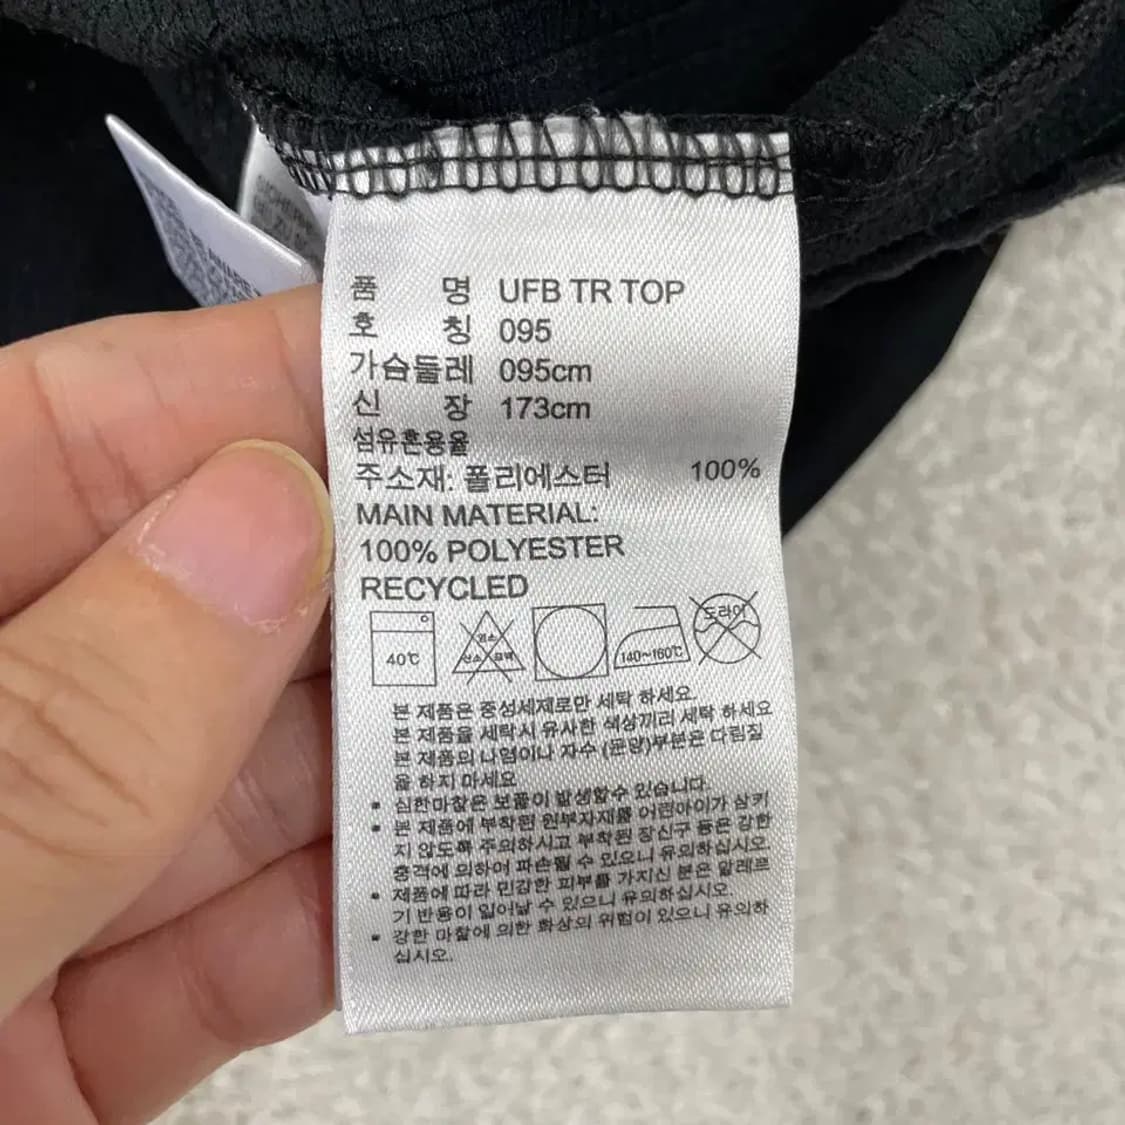 품 명 UFB TR TOP
호 칭 095
가슴둘레 095cm
신 장 173cm
섬유혼용율
주소재: 폴리에스터 100%
MAIN MATERIAL:
100% POLYESTER
RECYCLED
40℃
염소
산소 표백
140~160℃
드라이
본 제품은 중성세제로만 세탁 하세요.
본 제품을 세탁시 유사한 색상끼리 세탁 하세요
본 제품의 나염이나 자수 (문양)부분은 다림질
을 하지 마세요
• 심한마찰은 보풀이 발생할수 있습니다.
• 본 제품에 부착된 원부자재를 어린아이가 삼키
지 않도록 주의하시고 부착된 장신구 등은 강한
충격에 의하여 파손될 수 있으니 유의하십시오
• 제품에 따라 민감한 피부를 가지신 분은 알레르
기 반응이 일어날 수 있으니 유의하십시오.
• 강한 마찰에 의한 화상의 위험이 있으니 유의하
십시오.